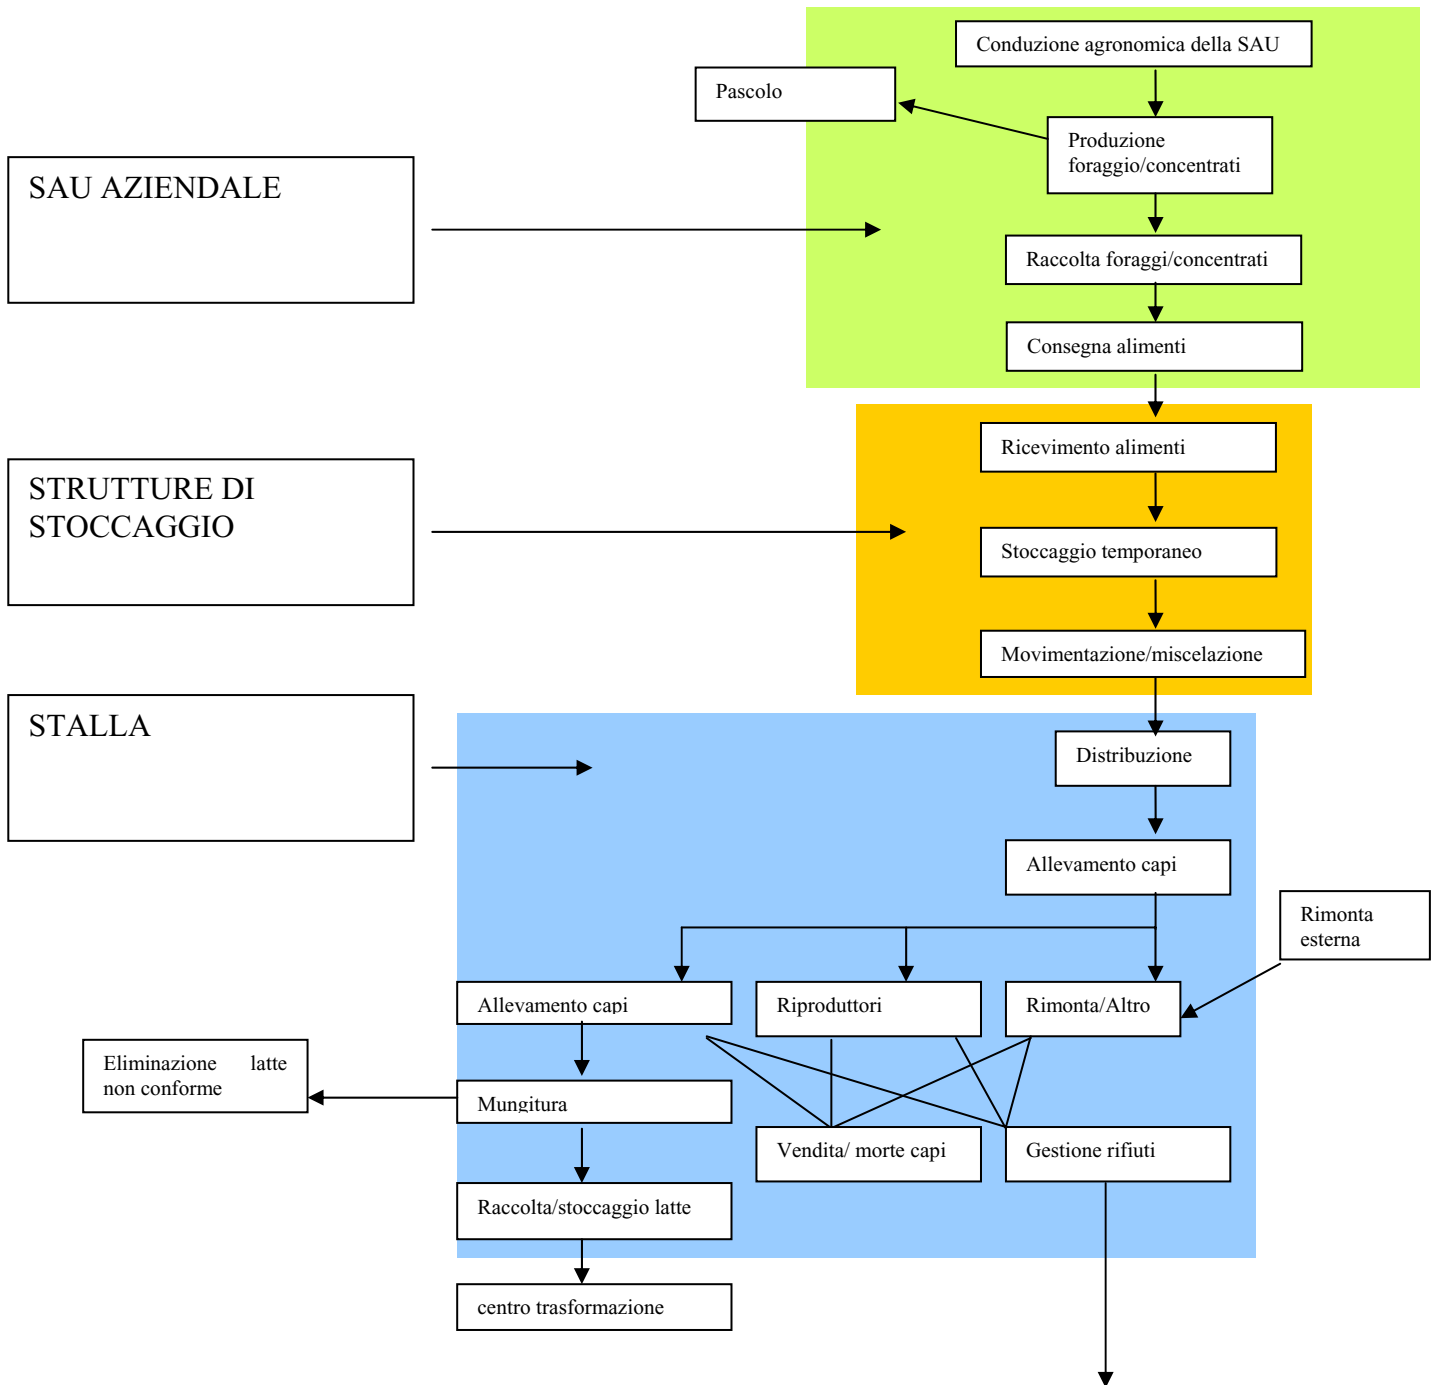 Conduzione agronomica della SAU
Pascolo
Produzione
foraggio/concentrati
SAU AZIENDALE
Raccolta foraggi/concentrati
Consegna alimenti
Ricevimento alimenti
STRUTTURE DI
STOCCAGGIO
Stoccaggio temporaneo
Movimentazione/miscelazione
STALLA
Distribuzione
Allevamento capi
Rimonta
esterna
Allevamento capi
Riproduttori
Rimonta/Altro
Eliminazione latte
non conforme
Mungitura
Vendita/ morte capi
Gestione rifiuti
Raccolta/stoccaggio latte
centro trasformazione